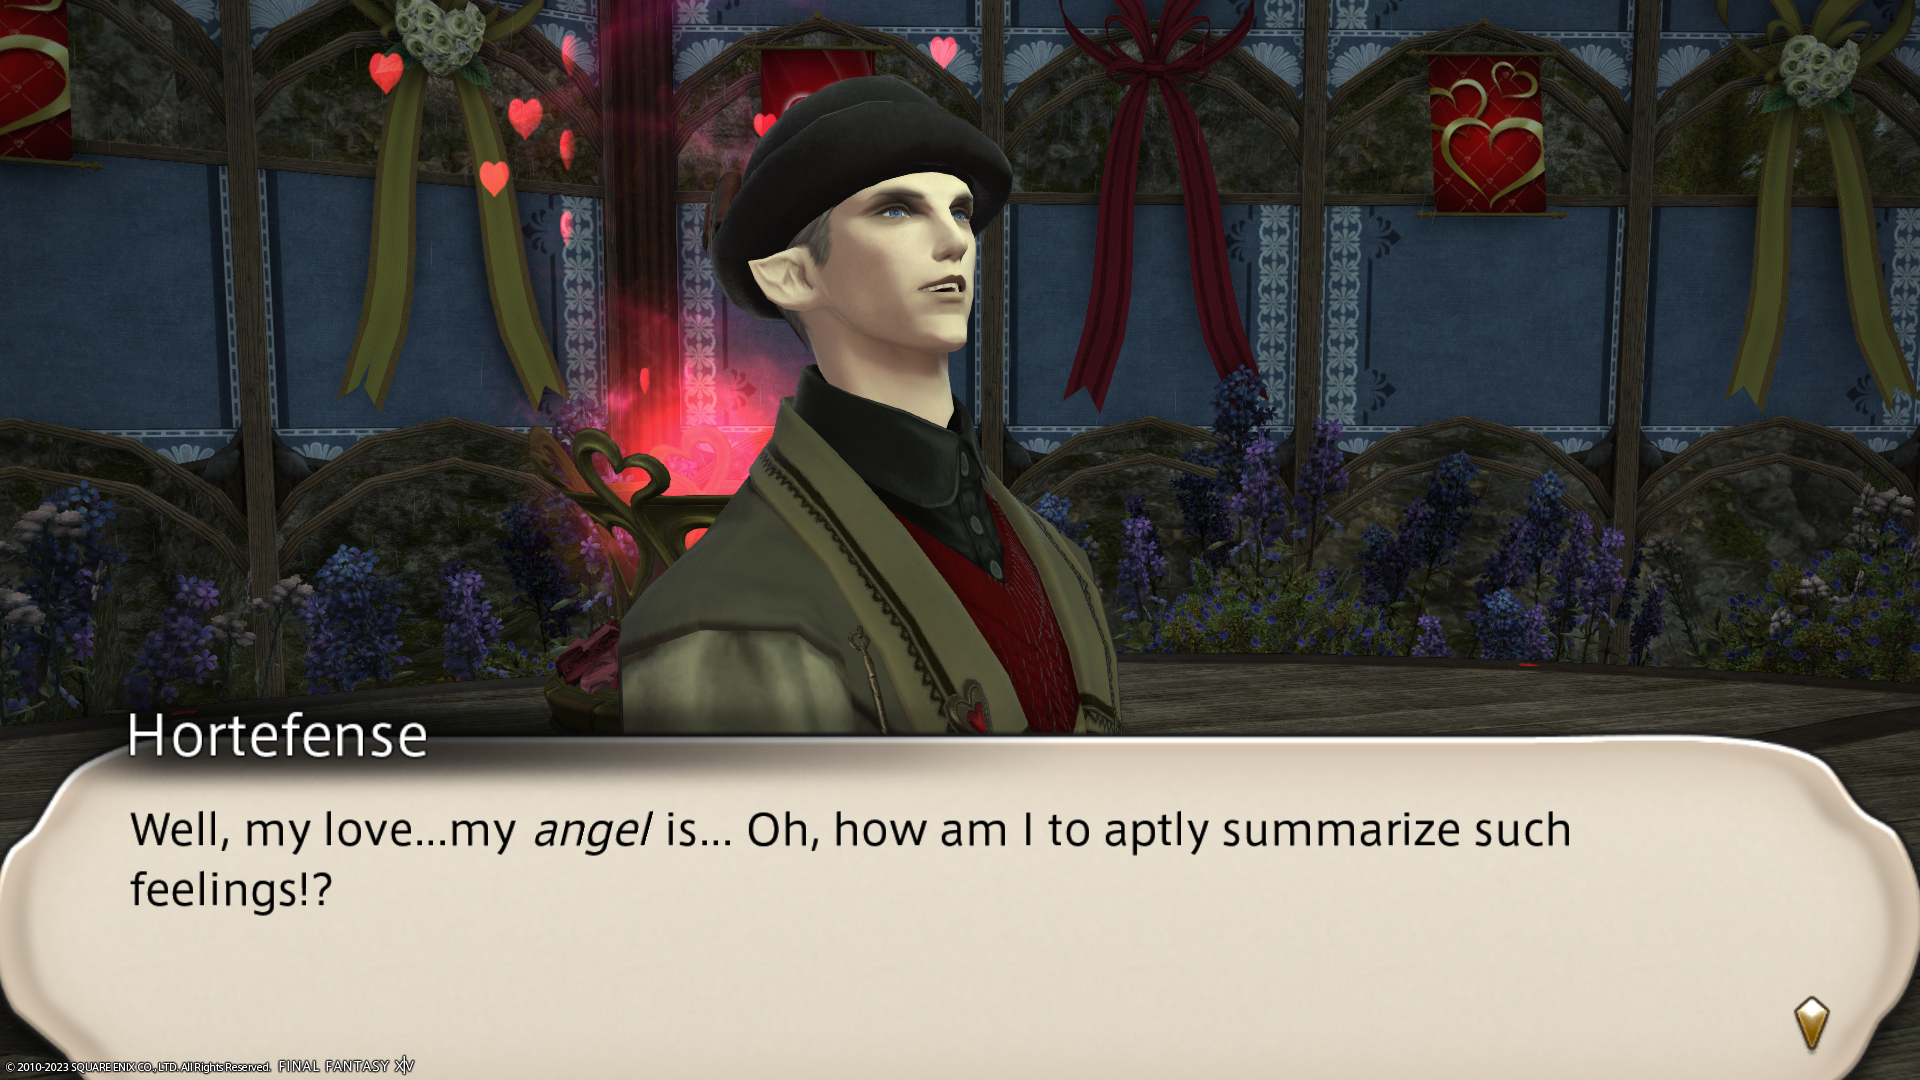 Hortefense
Well, my love...my angel is... Oh, how am I to aptly summarize such
feelings!?
© 2010-2023 SQUARE ENIX CO., LTD. All Rights Reserved. FINAL FANTASY XIV